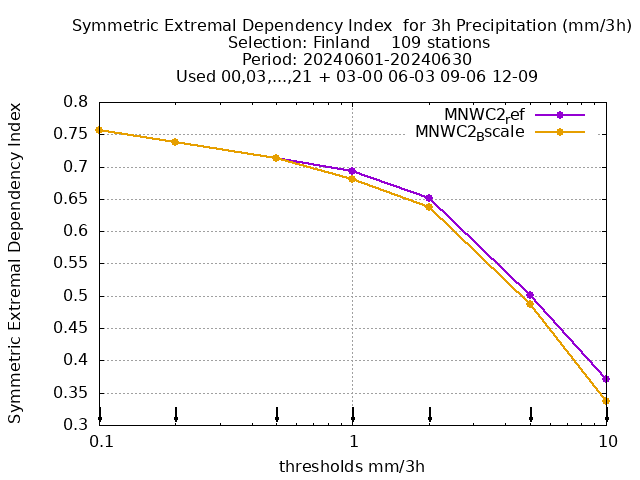 Symmetric Extremal Dependency Index  for 3h Precipitation (mm/3h)
Selection: Finland    109 stations
Period: 20240601-20240630
Used 00,03,...,21 + 03-00 06-03 09-06 12-09
Symmetric Extremal Dependency Index
0.8
0.75
0.7
0.65
0.6
0.55
0.5
0.45
0.4
0.35
0.3
MNWC2_ref
MNWC2_Bscale
0.1
1
10
thresholds mm/3h